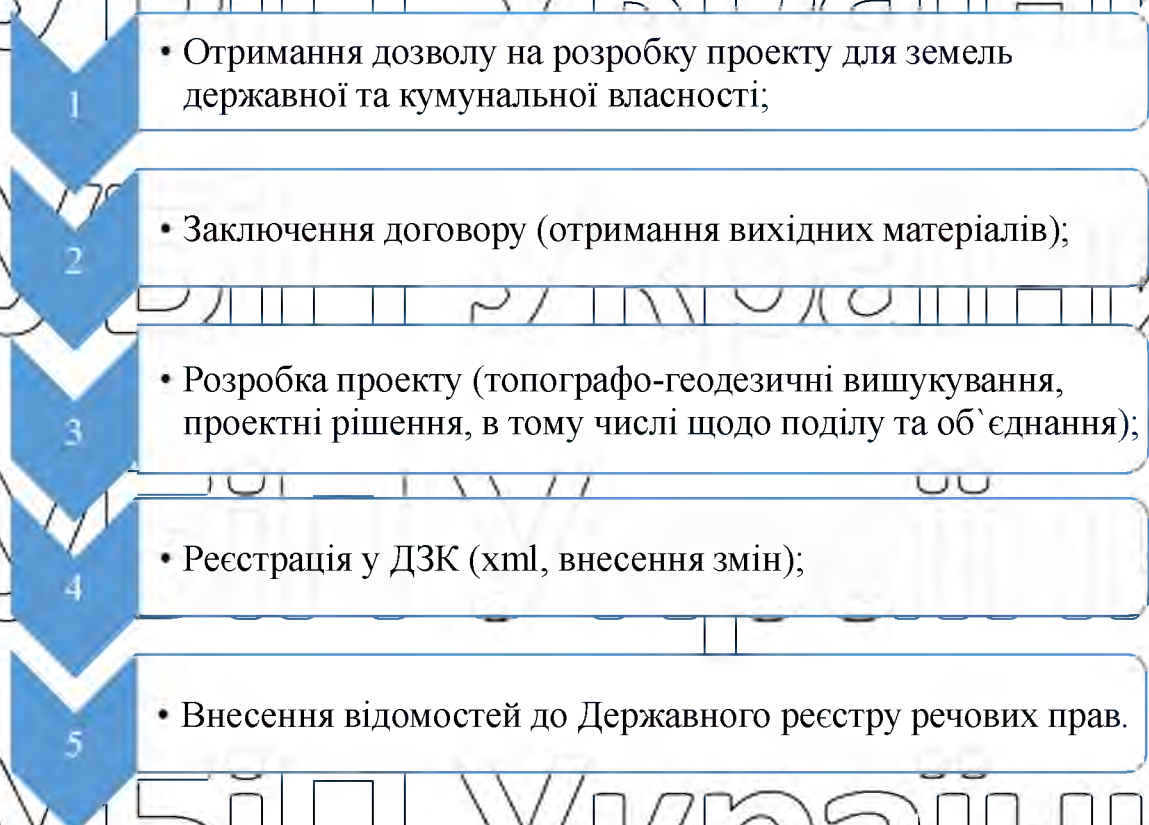 1
• Отримання дозволу на розробку проекту для земель
державної та кумунальної власності;
2
• Заключення договору (отримання вихідних матеріалів);
3
• Розробка проекту (топографо-геодезичні вишукування,
проектні рішення, в тому числі щодо поділу та об`єднання);
4
• Реєстрація у ДЗК (xml, внесення змін);
5
• Внесення відомостей до Державного реєстру речових прав.